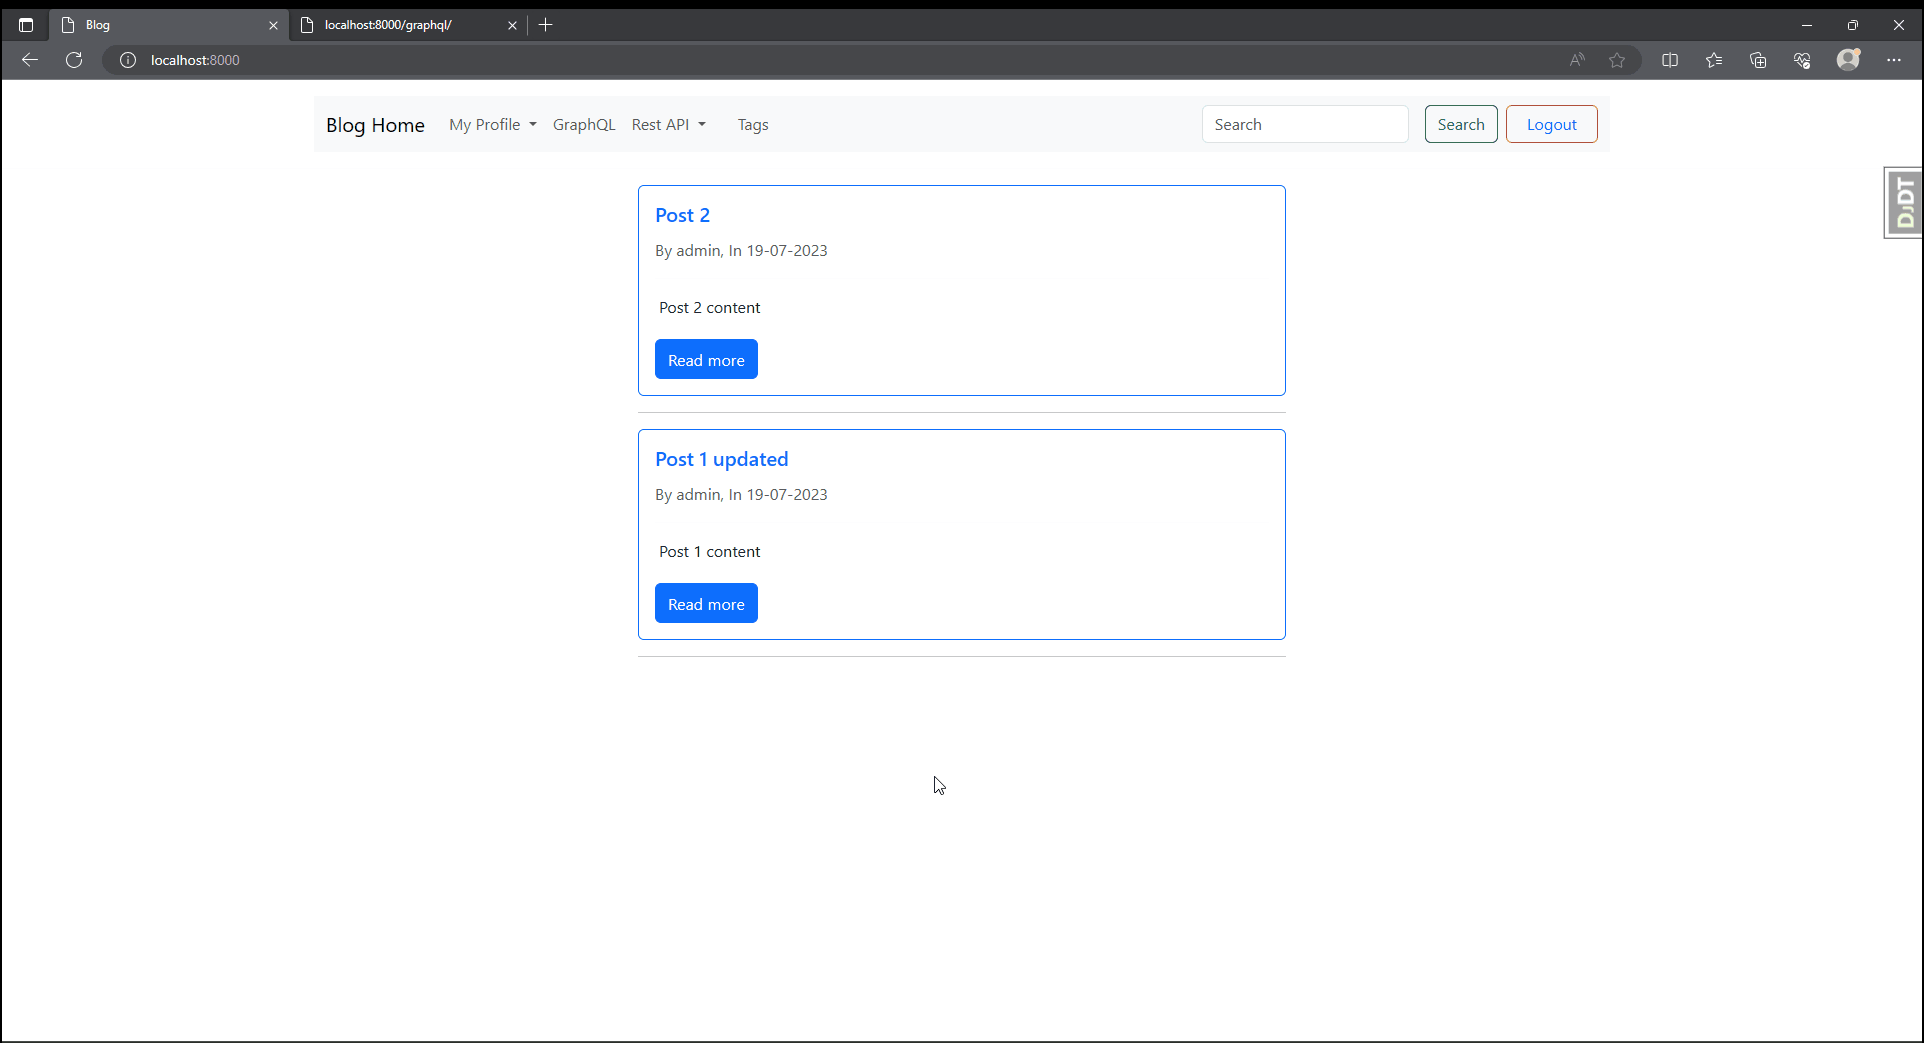 Blog
localhost:8000/graphql/
localhost:8000
Blog Home My Profile GraphQL Rest API Tags Search Search Logout
DJDT
Post 2
By admin, In 19-07-2023
Post 2 content
Read more
Post 1 updated
By admin, In 19-07-2023
Post 1 content
Read more